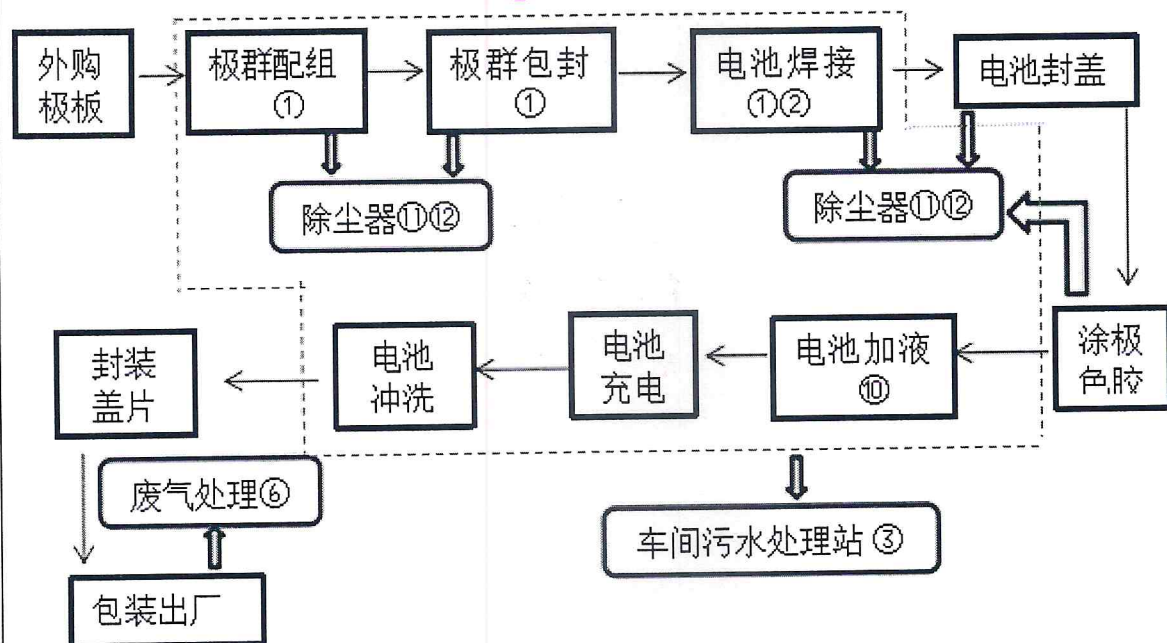 外购
极板
极群配组
①
极群包封
①
电池焊接
①②
电池封盖
除尘器⑪⑫
除尘器⑪⑫
封装
盖片
电池
冲洗
电池
充电
电池加液
⑩
涂极
色胶
废气处理⑥
车间污水处理站 ③
包装出厂